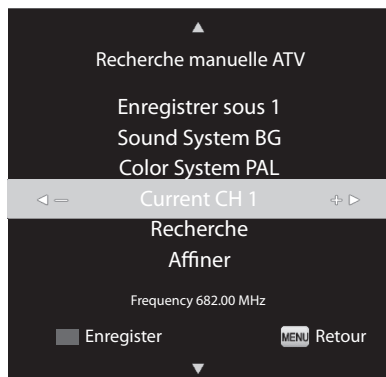 Recherche manuelle ATV
Enregistrer sous 1
Sound System BG
Color System PAL
Current CH 1
Recherche
Affiner
Frequency 682.00 MHz
Enregister MENU Retour